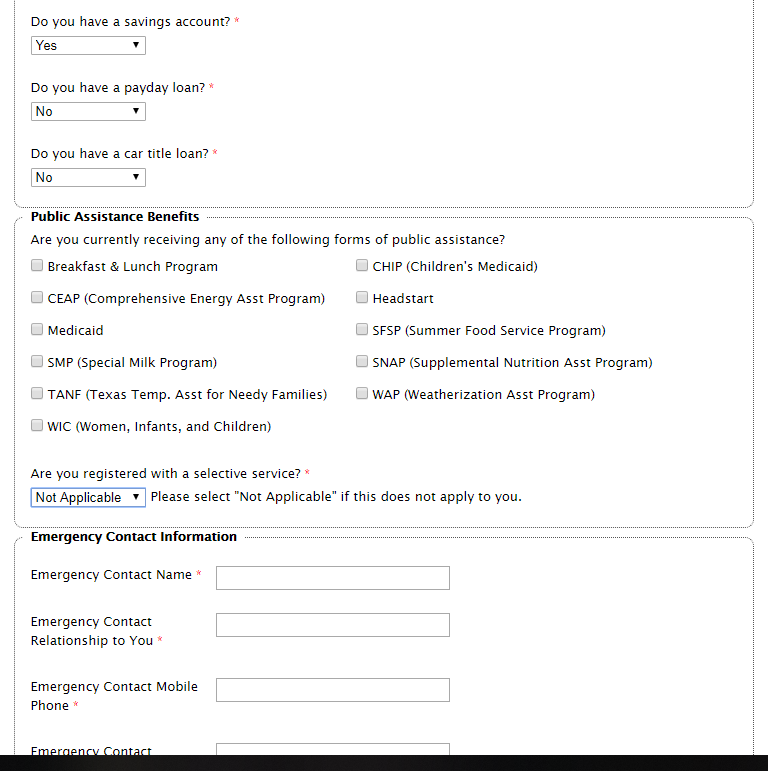 Do you have a savings account? *
Yes
Do you have a payday loan? *
No
Do you have a car title loan? *
No
Public Assistance Benefits
Are you currently receiving any of the following forms of public assistance?
Breakfast & Lunch Program
CHIP (Children's Medicaid)
CEAP (Comprehensive Energy Asst Program)
Headstart
Medicaid
SFSP (Summer Food Service Program)
SMP (Special Milk Program)
SNAP (Supplemental Nutrition Asst Program)
TANF (Texas Temp. Asst for Needy Families)
WAP (Weatherization Asst Program)
WIC (Women, Infants, and Children)
Are you registered with a selective service? *
Not Applicable Please select "Not Applicable" if this does not apply to you.
Emergency Contact Information
Emergency Contact Name *
Emergency Contact
Relationship to You *
Emergency Contact Mobile
Phone *
Emergency Contact